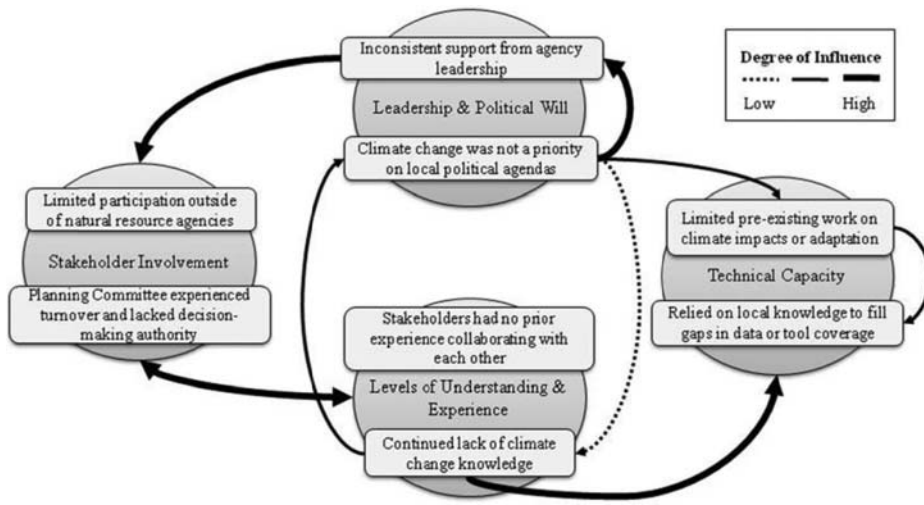 Inconsistent support from agency
leadership
Leadership & Political Will
Climate change was not a priority
on local political agendas
Degree of Influence
Low
High
Limited participation outside
of natural resource agencies
Stakeholder Involvement
Planning Committee experienced
turnover and lacked decision-
making authority
Limited pre-existing work on
climate impacts or adaptation
Technical Capacity
Relied on local knowledge to fill
gaps in data or tool coverage
Stakeholders had no prior
experience collaborating with
each other
Levels of Understanding &
Experience
Continued lack of climate
change knowledge